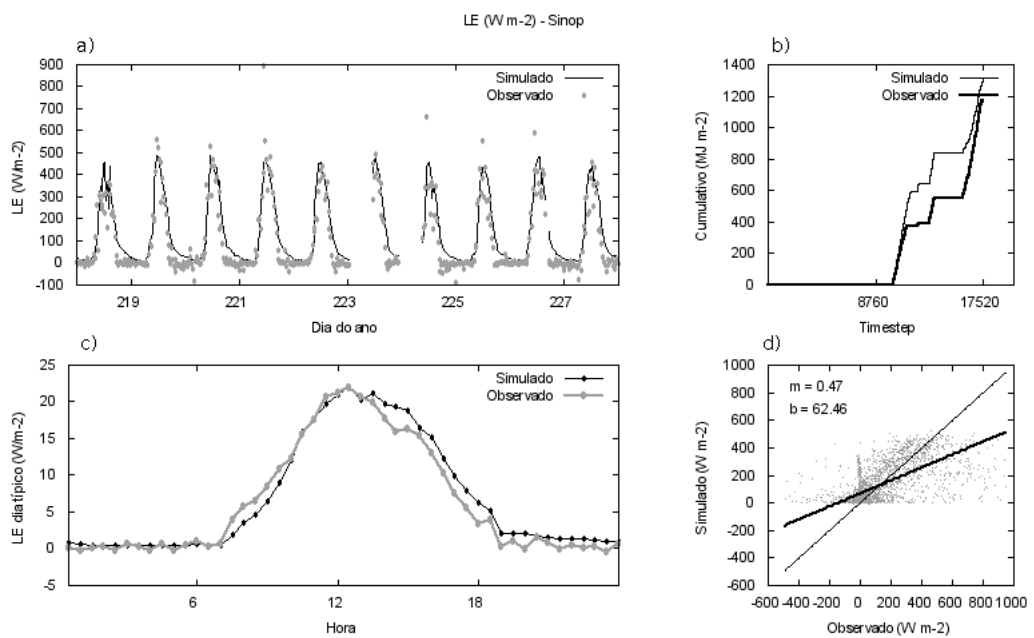 LE (W m-2) - Sinop
a)
900
800
700
600
500
400
300
200
100
0
-100
LE (W/m-2)
Simulado
Observado
219
221
223
225
227
Dia do ano
b)
1400
1200
1000
800
600
400
200
0
Cumulativo (MJ m-2)
Simulado
Observado
8760
17520
Timestep
c)
25
20
15
10
5
0
-5
LE dia típico (W/m-2)
Simulado
Observado
6
12
18
Hora
d)
1000
800
600
400
200
0
-200
-400
-600
Simulado (W m-2)
m = 0.47
b = 62.46
-600 -400 -200 0 200 400 600 800 1000
Observado (W m-2)